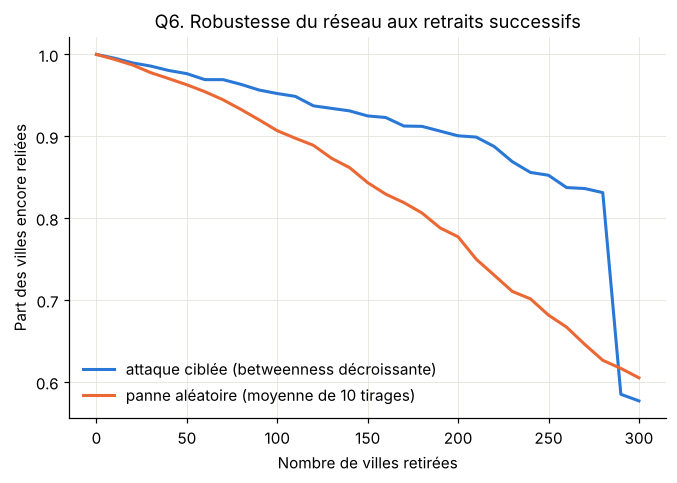 Q6. Robustesse du réseau aux retraits successifs
Part des villes encore reliées
1.0
0.9
0.8
0.7
0.6
attaque ciblée (betweenness décroissante)
panne aléatoire (moyenne de 10 tirages)
0 50 100 150 200 250 300
Nombre de villes retirées